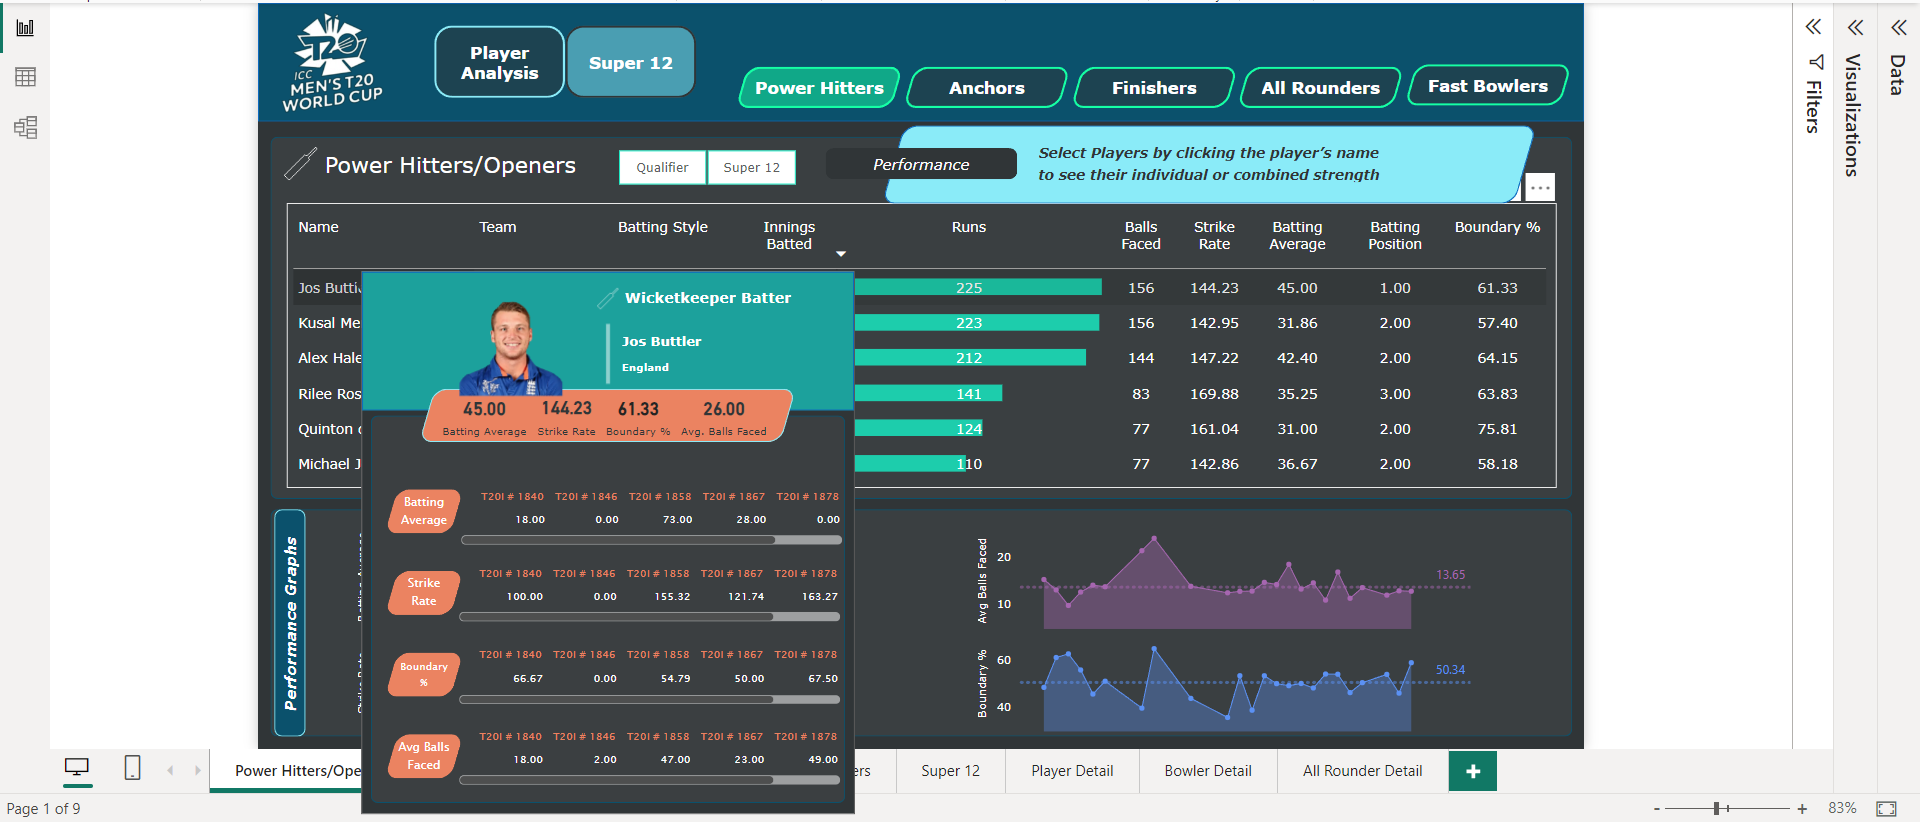 ICC
MEN'S T20
WORLD CUP
Player
Analysis
Super 12
Power Hitters
Anchors
Finishers
All Rounders
Fast Bowlers
Filters
Visualizations
Data
Power Hitters/Openers
Qualifier
Super 12
Performance
Select Players by clicking the player's name
to see their individual or combined strength
Name Team Batting Style Innings Batted Runs Balls Faced Strike Rate Batting Average Batting Position Boundary %
Jos Buttl 225 156 144.23 45.00 1.00 61.33
Kusal Me 223 156 142.95 31.86 2.00 57.40
Alex Hale 212 144 147.22 42.40 2.00 64.15
Rilee Ros 141 83 169.88 35.25 3.00 63.83
Quinton 124 77 161.04 31.00 2.00 75.81
Michael J 110 77 142.86 36.67 2.00 58.18
Wicketkeeper Batter
Jos Buttler
England
45.00 144.23 61.33 26.00
Batting Average Strike Rate Boundary % Avg. Balls Faced
Batting
Average
T20I # 1840 T20I # 1846 T20I # 1858 T20I # 1867 T20I # 1878
18.00 0.00 73.00 28.00 0.00
Strike
Rate
T20I # 1840 T20I # 1846 T20I # 1858 T20I # 1867 T20I # 1878
100.00 0.00 155.32 121.74 163.27
Boundary
%
T20I # 1840 T20I # 1846 T20I # 1858 T20I # 1867 T20I # 1878
66.67 0.00 54.79 50.00 67.50
Avg Balls
Faced
T20I # 1840 T20I # 1846 T20I # 1858 T20I # 1867 T20I # 1878
18.00 2.00 47.00 23.00 49.00
Performance Graphs
Avg Balls Faced
20
10
13.65
Boundary %
60
40
50.34
Power Hitters/Ope
ers
Super 12
Player Detail
Bowler Detail
All Rounder Detail
+
Page 1 of 9
- + 83%